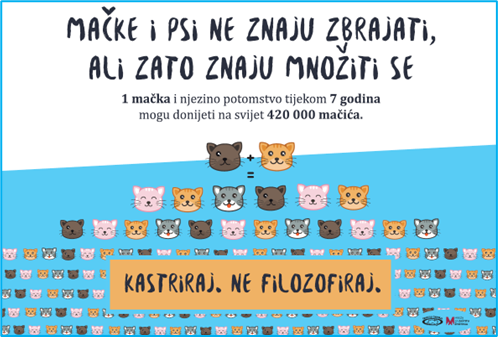 MAČKE I PSI NE ZNAJU ZBRAJATI,
ALI ZATO ZNAJU MNOŽITI SE
1 mačka i njezino potomstvo tijekom 7 godina
mogu donijeti na svijet 420 000 mačića.
+
=
KASTRIRAJ. NE FILOZOFIRAJ.